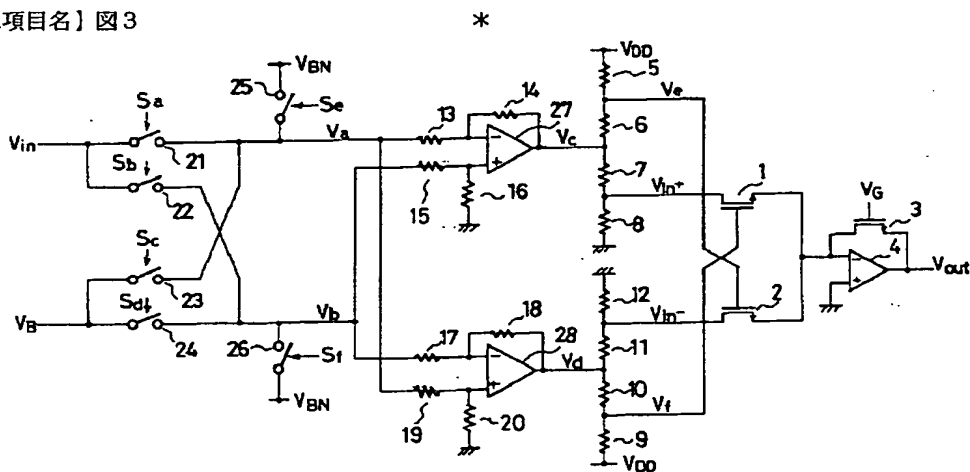 項目名】図3
*
VDD
5
VBN
25
Se
14
Ve
Sa
13
27
6
Vin
Va
Vc
21
7
Sb
1
22
15
16
Vin+
VG
8
3
Sc
4
23
12
Vout
Sd
18
2
VB
Vb
Vin-
24
26
17
28
11
Sf
Vd
10
VBN
19
20
Vf
9
VDD